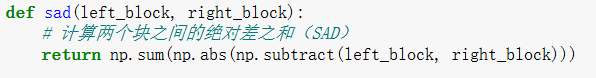 def sad(left_block, right_block):
    # 计算两个块之间的绝对差之和（SAD）
    return np.sum(np.abs(np.subtract(left_block, right_block)))